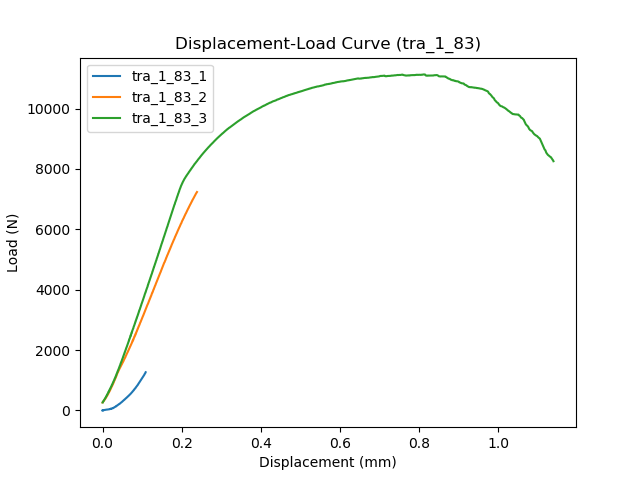 Displacement-Load Curve (tra_1_83)
tra_1_83_1
tra_1_83_2
tra_1_83_3
Load (N)
10000
8000
6000
4000
2000
0
0.0 0.2 0.4 0.6 0.8 1.0
Displacement (mm)